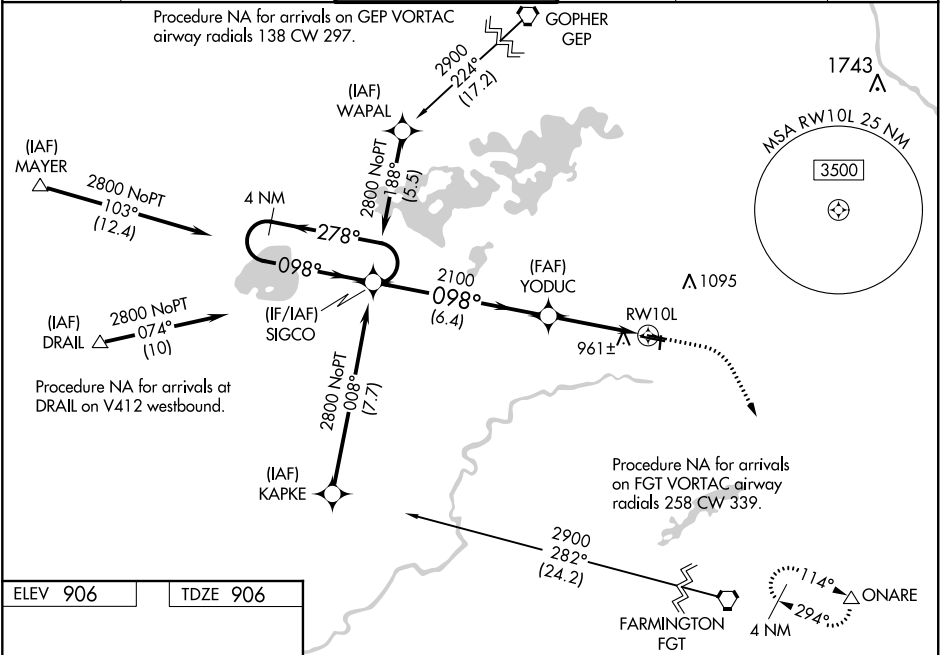 Procedure NA for arrivals on GEP VORTAC
airway radials 138 CW 297.
GOPHER
GEP
2900
224°
(17.2)
1743
(IAF)
WAPAL
MSA RW10L 25 NM
3500
(IAF)
MAYER
2800 NoPT
103°
(12.4)
2800 NoPT
188°
(5.5)
4 NM
278°
098°
2100
098°
(6.4)
(FAF)
YODUC
1095
(IF/IAF)
SIGCO
RW10L
961±
(IAF)
DRAIL
2800 NoPT
074°
(10)
Procedure NA for arrivals at
DRAIL on V412 westbound.
2800 NoPT
008°
(7.7)
(IAF)
KAPKE
Procedure NA for arrivals
on FGT VORTAC airway
radials 258 CW 339.
2900
282°
(24.2)
FARMINGTON
FGT
114°
294°
4 NM
ONARE
ELEV 906
TDZE 906